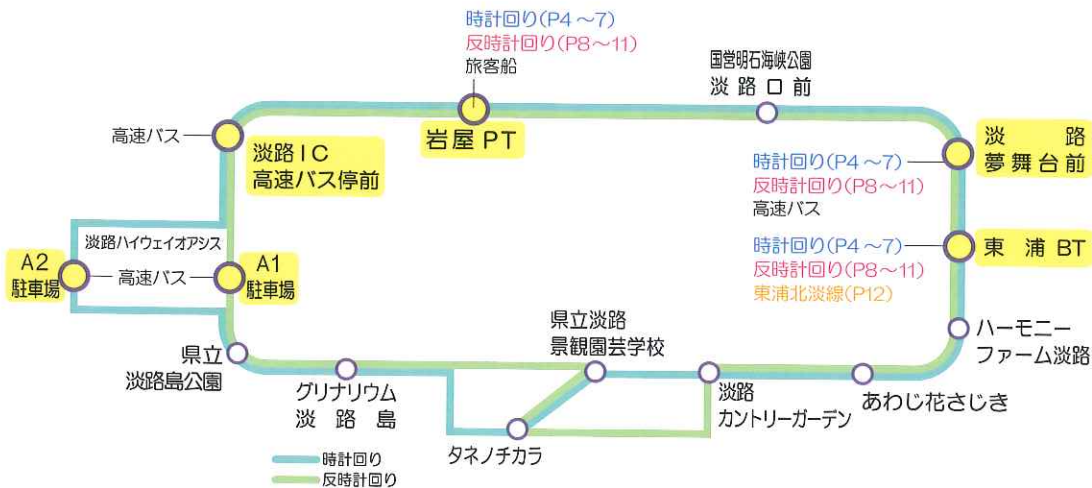 時計回り(P4～7)
反時計回り(P8～11)
旅客船
岩屋 PT
国営明石海峡公園
淡路口前
高速バス
淡路IC
高速バス停前
淡路
夢舞台前
時計回り(P4～7)
反時計回り(P8～11)
高速バス
淡路ハイウェイオアシス
A2
駐車場
高速バス
A1
駐車場
時計回り(P4～7)
反時計回り(P8～11)
東浦北淡線(P12)
東浦 BT
県立
淡路島公園
グリナリウム
淡路島
県立淡路
景観園芸学校
タネノチカラ
淡路
カントリーガーデン
あわじ花さじき
ハーモニー
ファーム淡路
時計回り
反時計回り